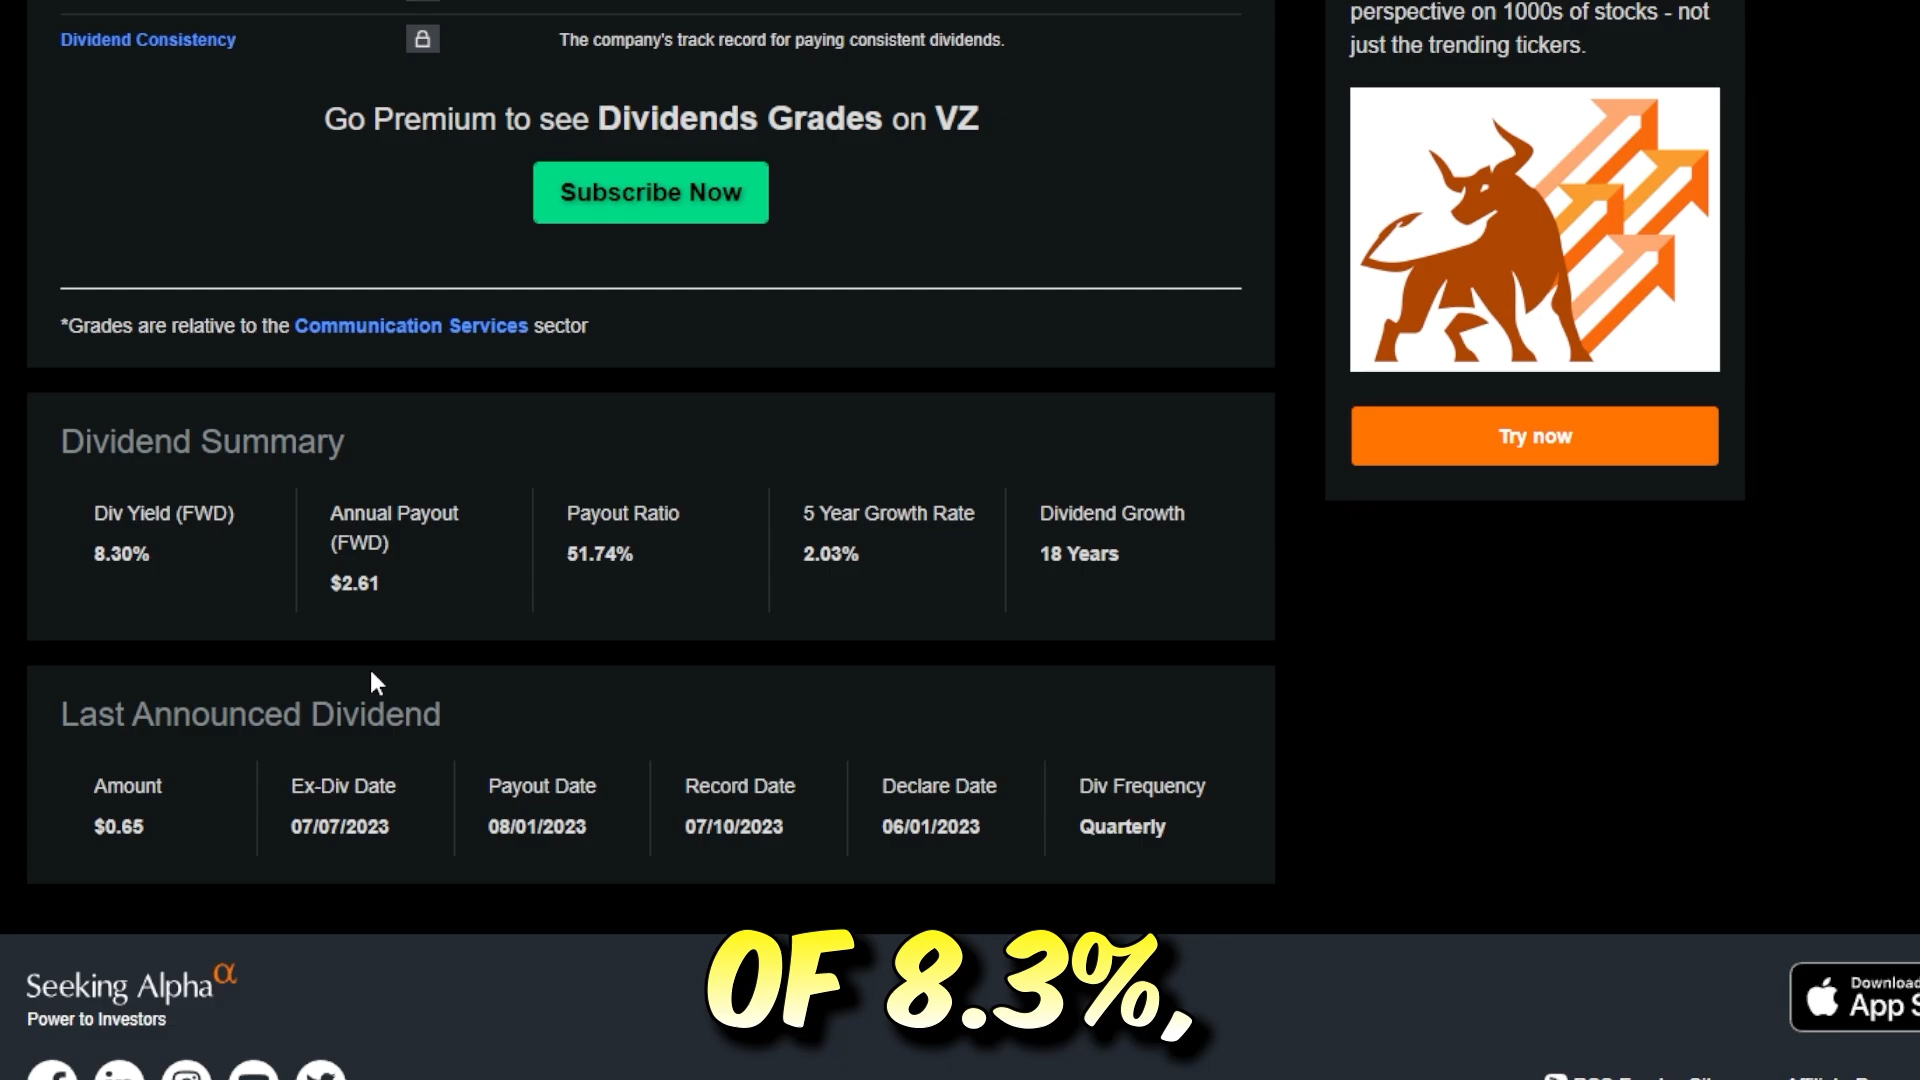 perspective on 1000s of stocks - not
just the trending tickers.
Dividend Consistency
The company's track record for paying consistent dividends.
Go Premium to see Dividends Grades on VZ
Subscribe Now
*Grades are relative to the Communication Services sector
Try now
Dividend Summary
Div Yield (FWD)
8.30%
Annual Payout
(FWD)
$2.61
Payout Ratio
51.74%
5 Year Growth Rate
2.03%
Dividend Growth
18 Years
Last Announced Dividend
Amount
$0.65
Ex-Div Date
07/07/2023
Payout Date
08/01/2023
Record Date
07/10/2023
Declare Date
06/01/2023
Div Frequency
Quarterly
OF 8.3%,
Seeking Alphaα
Power to Investors
Download
App S